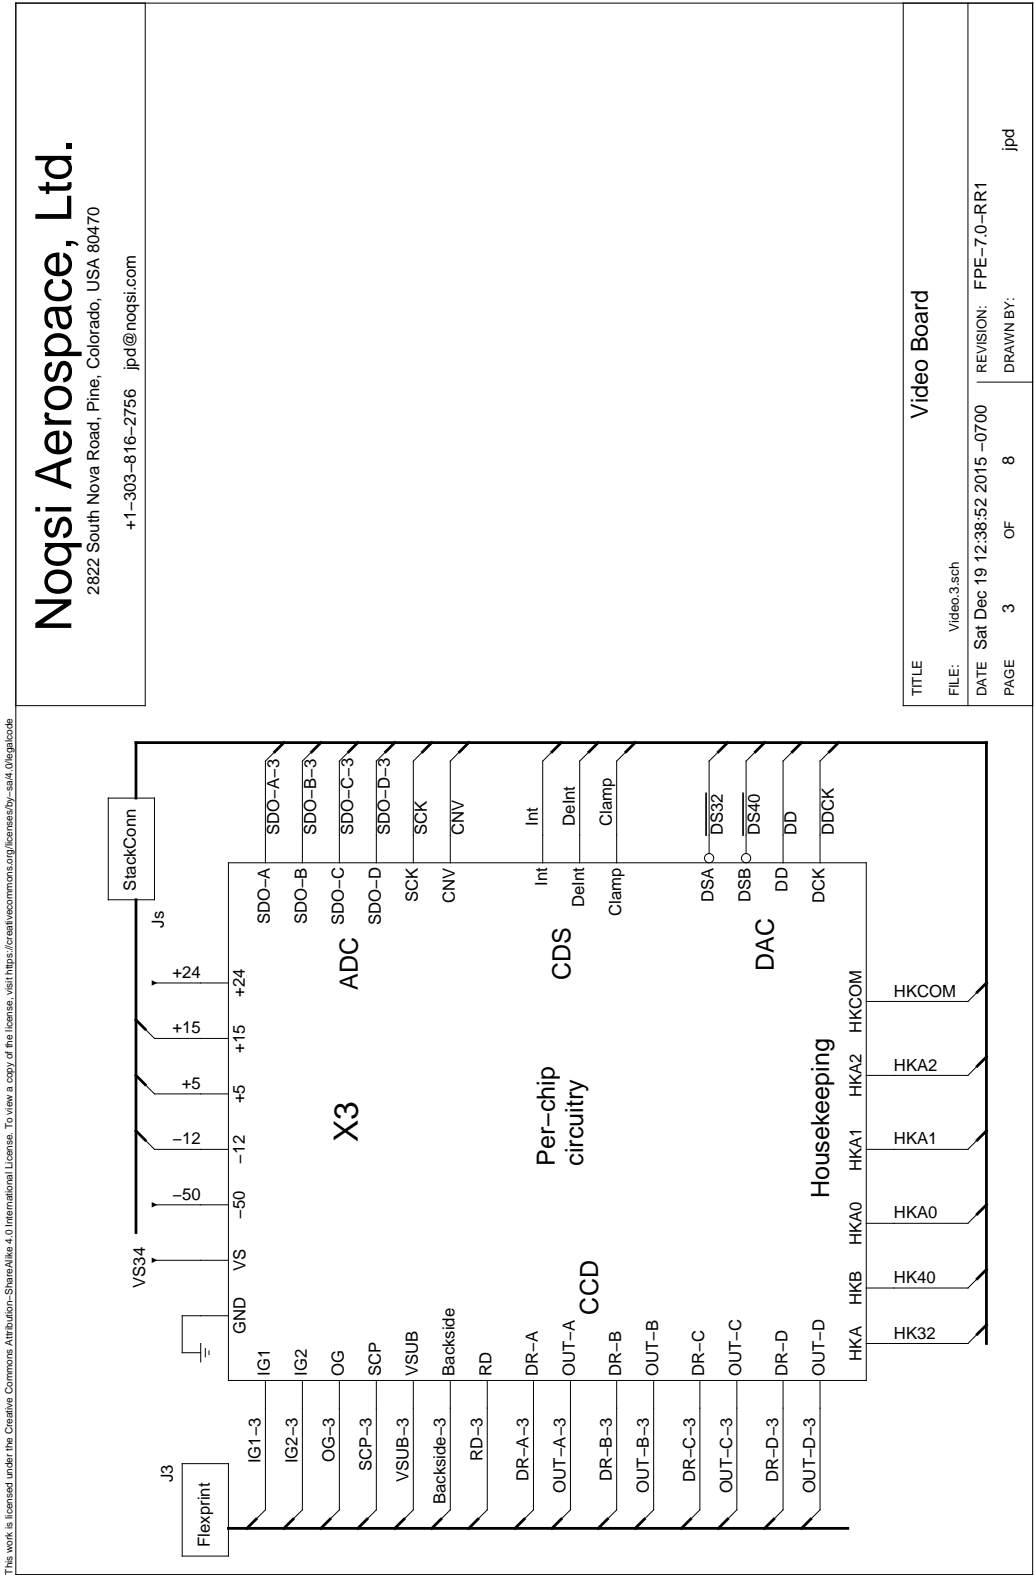 This work is licensed under the Creative Commons Attribution−ShareAlike 4.0 International License. To view a copy of the license, visit https://creativecommons.org/licenses/by−sa/4.0/legalcode
Noqsi Aerospace, Ltd.
2822 South Nova Road, Pine, Colorado, USA 80470
+1−303−816−2756 jpd@noqsi.com
J3
Flexprint
Js
StackConn
VS34
−50
−12
+5
+15
+24
GND
VS
−50
−12
+5
+15
+24
IG1−3
IG1
IG2−3
IG2
OG−3
OG
SCP−3
SCP
VSUB−3
VSUB
Backside−3
Backside
RD−3
RD
DR−A−3
DR−A
OUT−A−3
OUT−A
DR−B−3
DR−B
OUT−B−3
OUT−B
DR−C−3
DR−C
OUT−C−3
OUT−C
DR−D−3
DR−D
OUT−D−3
OUT−D
CCD
X3
Per−chip
circuitry
Housekeeping
ADC
CDS
DAC
SDO−A
SDO−A−3
SDO−B
SDO−B−3
SDO−C
SDO−C−3
SDO−D
SDO−D−3
SCK
SCK
CNV
CNV
Int
Int
DeInt
DeInt
Clamp
Clamp
DSA
DS32
DSB
DS40
DD
DD
DCK
DDCK
HKA
HKB
HKA0
HKA1
HKA2
HKCOM
HK32
HK40
HKA0
HKA1
HKA2
HKCOM
TITLE
Video Board
FILE: Video.3.sch
DATE Sat Dec 19 12:38:52 2015 −0700
REVISION: FPE−7.0−RR1
PAGE 3 OF 8
DRAWN BY: jpd